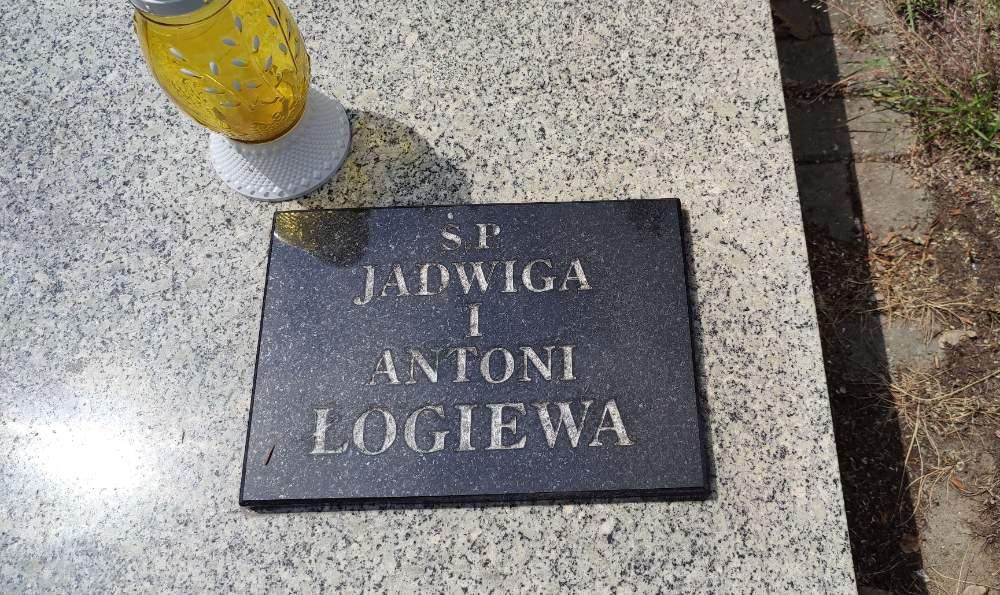 Ś.P.
JADWIGA
I
ANTONI
ŁOGIEWA